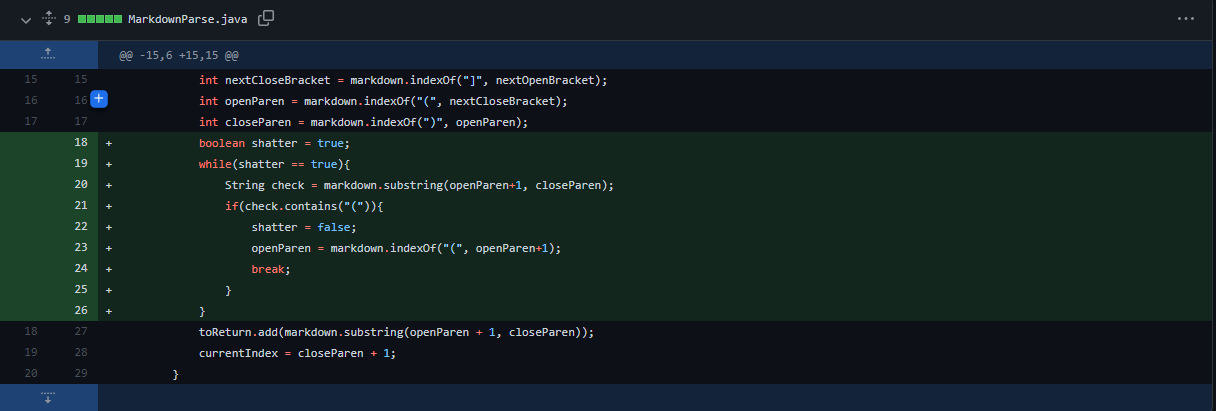 9 MarkdownParse.java
@@ -15,6 +15,15 @@
15 15 int nextCloseBracket = markdown.indexOf("]", nextOpenBracket);
16 16 + int openParen = markdown.indexOf("(", nextCloseBracket);
17 17 int closeParen = markdown.indexOf(")", openParen);
18 + boolean shatter = true;
19 + while(shatter == true){
20 + String check = markdown.substring(openParen+1, closeParen);
21 + if(check.contains("(")){
22 + shatter = false;
23 + openParen = markdown.indexOf("(", openParen+1);
24 + break;
25 + }
26 + }
18 27 toReturn.add(markdown.substring(openParen + 1, closeParen));
19 28 currentIndex = closeParen + 1;
20 29 }